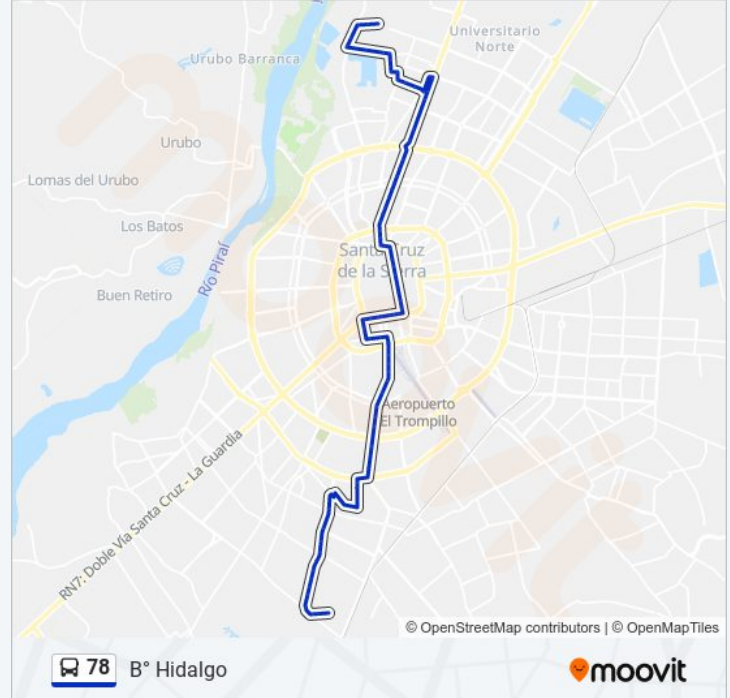 Universitario
Norte
Urubo Barranca
Urubo
Lomas del Urubo
Los Batos
Río Piraí
Santa Cruz
de la Sierra
Buen Retiro
Aeropuerto
El Trompillo
RN7: Doble Vía Santa Cruz - La Guardia
© OpenStreetMap contributors | © OpenMapTiles
78 B° Hidalgo
moovit